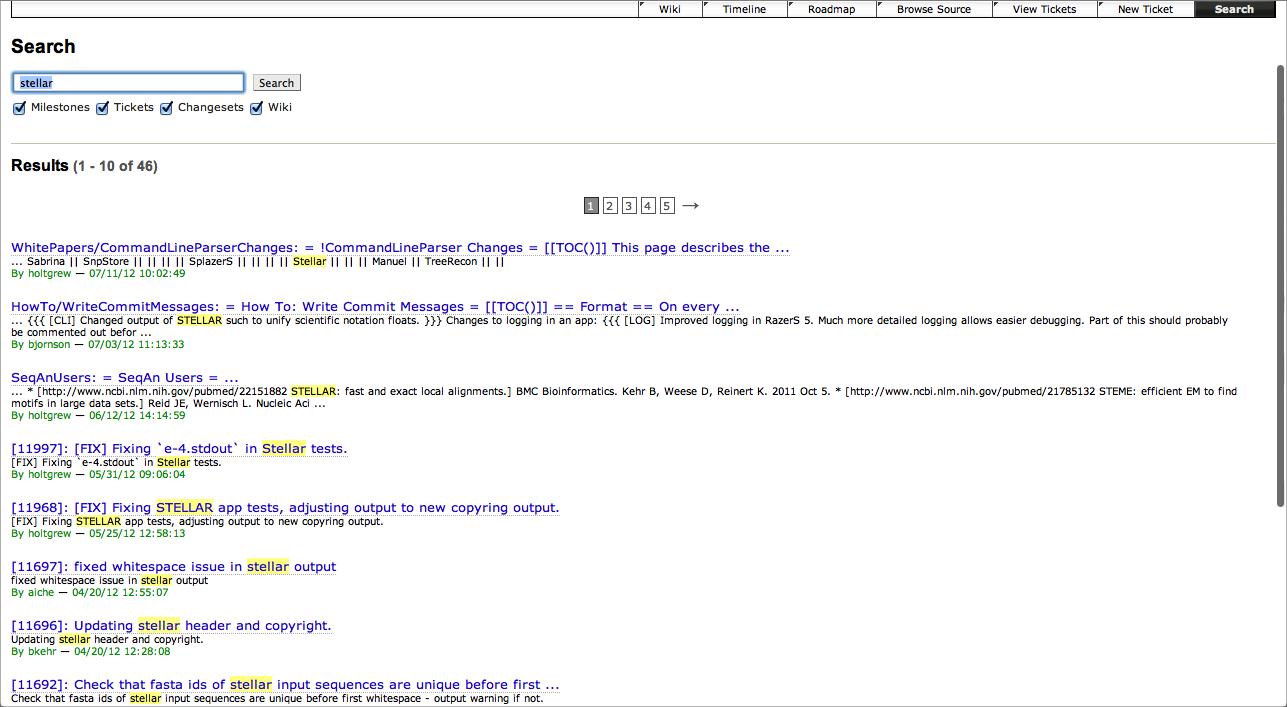 Wiki Timeline Roadmap Browse Source View Tickets New Ticket Search
Search
stellar Search
Milestones Tickets Changesets Wiki
Results (1 - 10 of 46)
1 2 3 4 5 →
WhitePapers/CommandLineParserChanges: = !CommandLineParser Changes = [[TOC()]] This page describes the ...
... Sabrina || SnpStore || || || || || SplazerS || || || || || Stellar || || || || Manuel || TreeRecon || ||
By holtgrew — 07/11/12 10:02:49
HowTo/WriteCommitMessages: = How To: Write Commit Messages = [[TOC()]] == Format == On every ...
... {{{ [CLI] Changed output of STELLAR such to unify scientific notation floats. }}} Changes to logging in an app: {{{ [LOG] Improved logging in RazerS 5. Much more detailed logging allows easier debugging. Part of this should probably
be commented out befor ...
By bjornson — 07/03/12 11:13:33
SeqAnUsers: = SeqAn Users = ...
... * [http://www.ncbi.nlm.nih.gov/pubmed/22151882 STELLAR: fast and exact local alignments.] BMC Bioinformatics. Kehr B, Weese D, Reinert K. 2011 Oct 5. * [http://www.ncbi.nlm.nih.gov/pubmed/21785132 STEME: efficient EM to find
motifs in large data sets.] Reid JE, Wernisch L. Nucleic Aci ...
By holtgrew — 06/12/12 14:14:59
[11997]: [FIX] Fixing `e-4.stdout` in Stellar tests.
[FIX] Fixing `e-4.stdout` in Stellar tests.
By holtgrew — 05/31/12 09:06:04
[11968]: [FIX] Fixing STELLAR app tests, adjusting output to new copyring output.
[FIX] Fixing STELLAR app tests, adjusting output to new copyring output.
By holtgrew — 05/25/12 12:58:13
[11697]: fixed whitespace issue in stellar output
fixed whitespace issue in stellar output
By aiche — 04/20/12 12:55:07
[11696]: Updating stellar header and copyright.
Updating stellar header and copyright.
By bkehr — 04/20/12 12:28:08
[11692]: Check that fasta ids of stellar input sequences are unique before first ...
Check that fasta ids of stellar input sequences are unique before first whitespace - output warning if not.